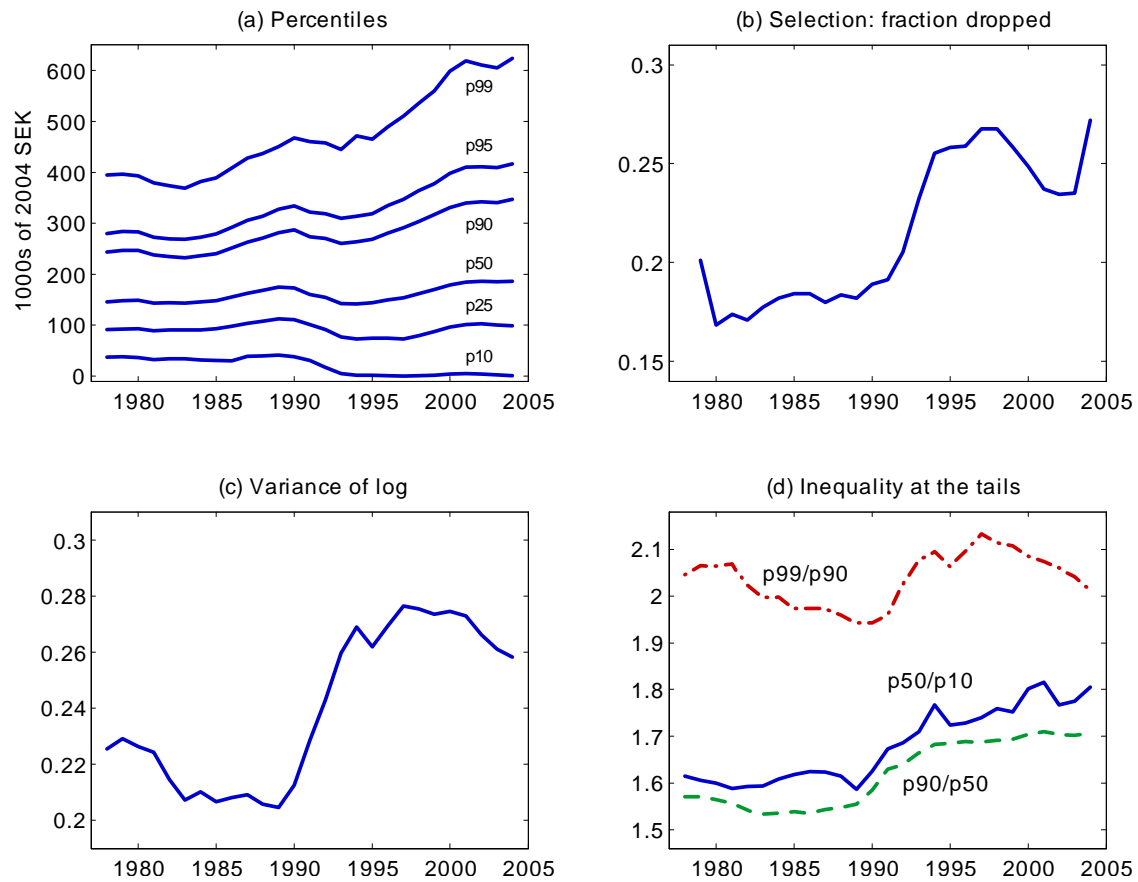 (a) Percentiles
600
500
400
300
200
100
0
1000s of 2004 SEK
p99
p95
p90
p50
p25
p10
1980 1985 1990 1995 2000 2005
(b) Selection: fraction dropped
0.3
0.25
0.2
0.15
1980 1985 1990 1995 2000 2005
(c) Variance of log
0.3
0.28
0.26
0.24
0.22
0.2
1980 1985 1990 1995 2000 2005
(d) Inequality at the tails
2.1
2
1.9
1.8
1.7
1.6
1.5
p99/p90
p50/p10
p90/p50
1980 1985 1990 1995 2000 2005